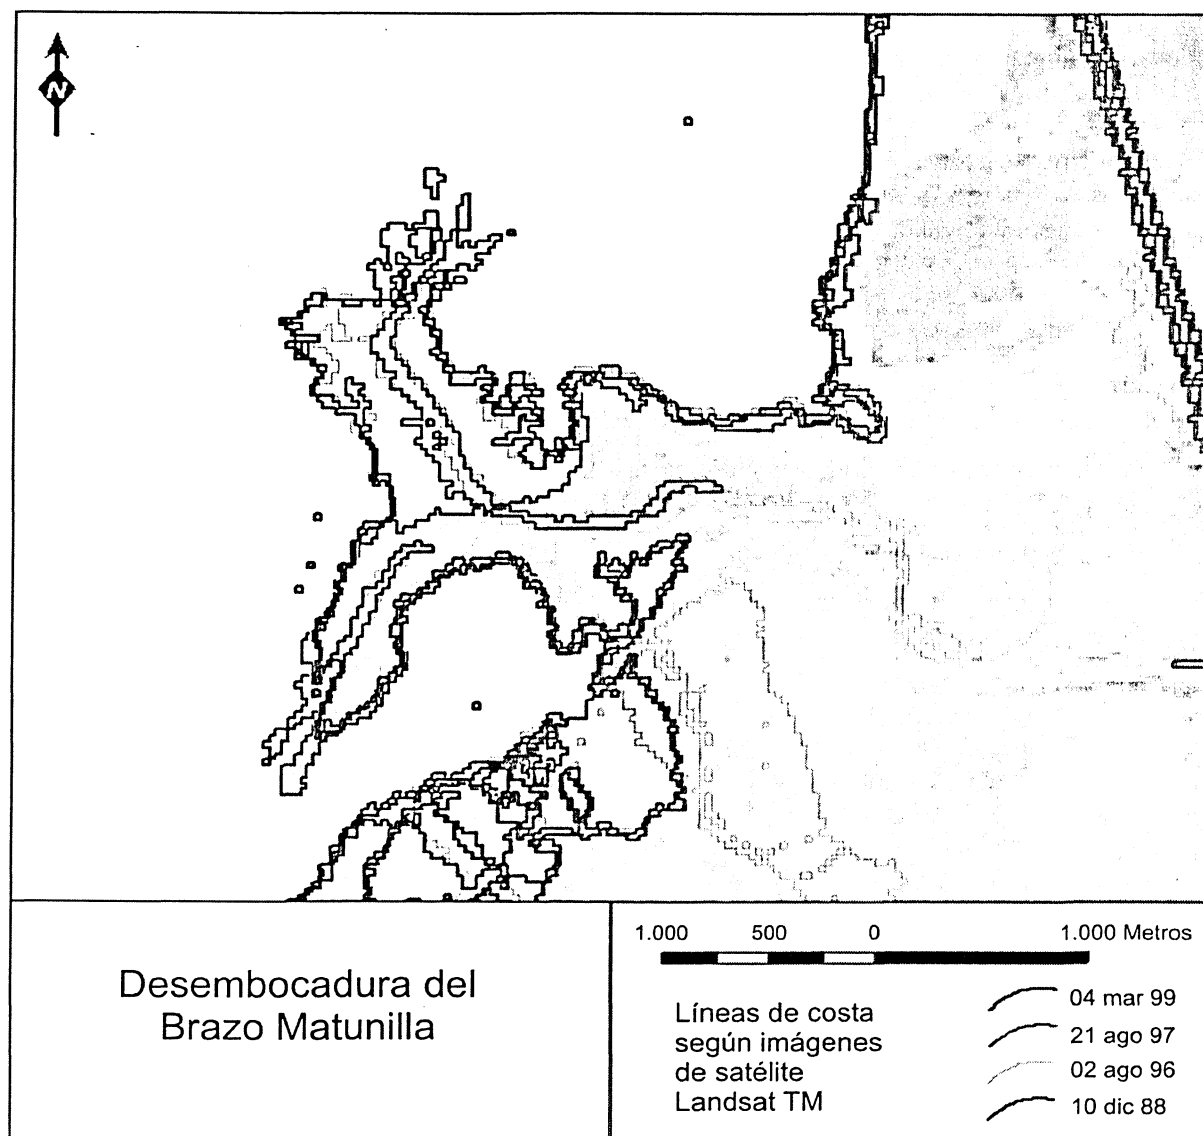 N
Desembocadura del
Brazo Matunilla
1.000 500 0 1.000 Metros
Líneas de costa
según imágenes
de satélite
Landsat TM
04 mar 99
21 ago 97
02 ago 96
10 dic 88